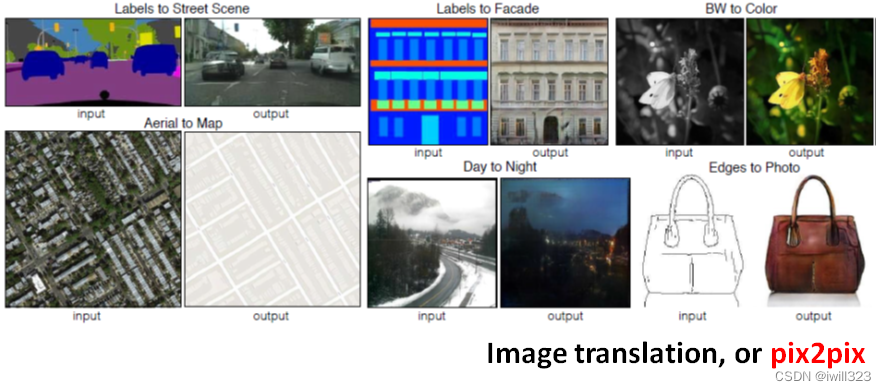 Labels to Street Scene
input
output
Aerial to Map
input
output
Labels to Facade
input
output
BW to Color
input
output
Day to Night
input
output
Edges to Photo
input
output
Image translation, or pix2pix
CSDN @iwill323